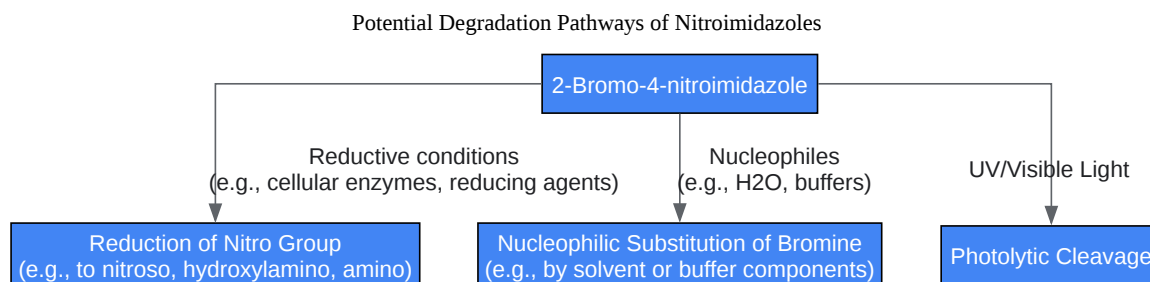 Potential Degradation Pathways of Nitroimidazoles
2-Bromo-4-nitroimidazole
Reductive conditions
(e.g., cellular enzymes, reducing agents)
Nucleophiles
(e.g., H2O, buffers)
UV/Visible Light
Reduction of Nitro Group
(e.g., to nitroso, hydroxylamino, amino)
Nucleophilic Substitution of Bromine
(e.g., by solvent or buffer components)
Photolytic Cleavage